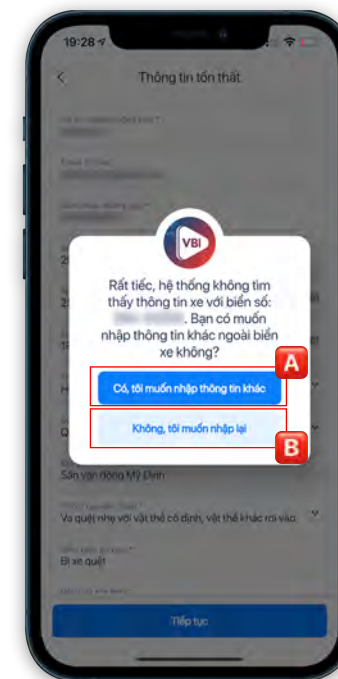 19:28
Thông tin tổn thất
VBI
Rất tiếc, hệ thống không tìm
thấy thông tin xe với biển số:
. Bạn có muốn
nhập thông tin khác ngoài biển
xe không?
A
Có, tôi muốn nhập thông tin khác
Không, tôi muốn nhập lại
B
Sân vận động Mỹ Đình
Va quệt nhẹ với vật thể cố định, vật thể khác rơi vào
Bị xe quệt
Tiếp tục